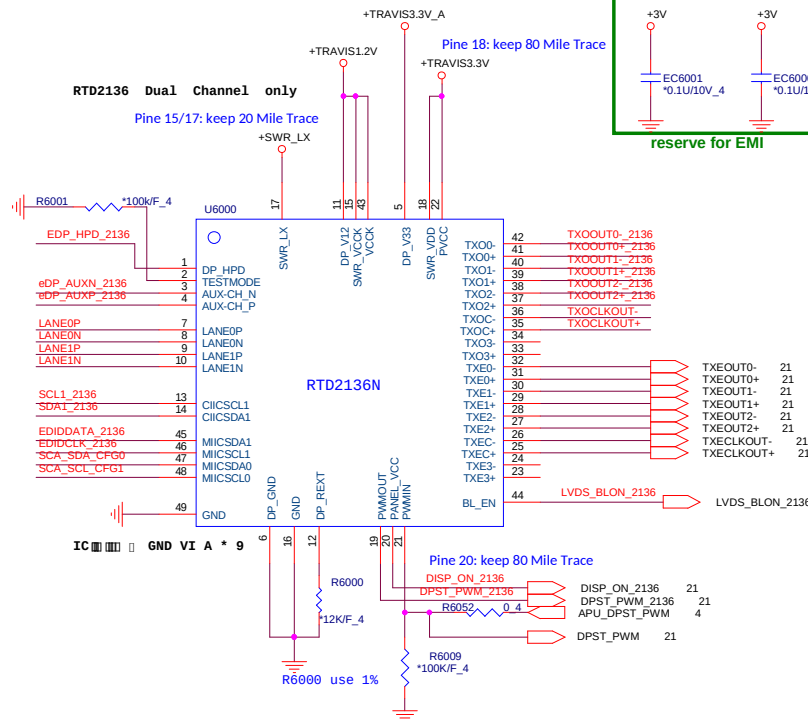 +TRAVIS3.3V_A
+3V
+3V
Pine 18: keep 80 Mile Trace
+TRAVIS1.2V
+TRAVIS3.3V
EC6001
*0.1U/10V_4
RTD2136 Dual Channel only
Pine 15/17: keep 20 Mile Trace
+SWR_LX
reserve for EMI
R6001
*100k/F_4
U6000
17
11
15
43
5
18
22
SWR_LX
DP_V12
SWR_VCCK
VCCK
DP_V33
SWR_VDD
PVCC
EDP_HPD_2136
1
DP_HPD
2
TESTMODE
eDP_AUXN_2136
3
AUX-CH_N
eDP_AUXP_2136
4
AUX-CH_P
LANE0P
7
LANE0P
LANE0N
8
LANE0N
LANE1P
9
LANE1P
LANE1N
10
LANE1N
SCL1_2136
13
CIICSCL1
SDA1_2136
14
CIICSDA1
EDIDDATA_2136
45
MIICSDA1
EDIDCLK_2136
46
MIICSCL1
SCA_SDA_CFG0
47
MIICSDA0
SCA_SCL_CFG1
48
MIICSCL0
49
GND
RTD2136N
TXO0-
42
TXOOUT0-_2136
TXO0+
41
TXOOUT0+_2136
TXO1-
40
TXOOUT1-_2136
TXO1+
39
TXOOUT1+_2136
TXO2-
38
TXOOUT2-_2136
TXO2+
37
TXOOUT2+_2136
TXOC-
36
TXOCLKOUT-
TXOC+
35
TXOCLKOUT+
TXO3-
34
TXO3+
33
TXE0-
32
TXEOUT0- 21
TXE0+
31
TXEOUT0+ 21
TXE1-
30
TXEOUT1- 21
TXE1+
29
TXEOUT1+ 21
TXE2-
28
TXEOUT2- 21
TXE2+
27
TXEOUT2+ 21
TXEC-
26
TXECLKOUT- 21
TXEC+
25
TXECLKOUT+ 21
TXE3-
24
TXE3+
23
BL_EN
44
LVDS_BLON_2136
LVDS_BLON_2136
DP_GND
GND
DP_REXT
PWMOUT
PANEL_VCC
PWMIN
6
16
12
19
20
21
GND VI A * 9
Pine 20: keep 80 Mile Trace
R6000
*12K/F_4
R6000 use 1%
DISP_ON_2136
DISP_ON_2136 21
DPST_PWM_2136
DPST_PWM_2136 21
R6052
0_4
APU_DPST_PWM 4
DPST_PWM 21
R6009
*100K/F_4